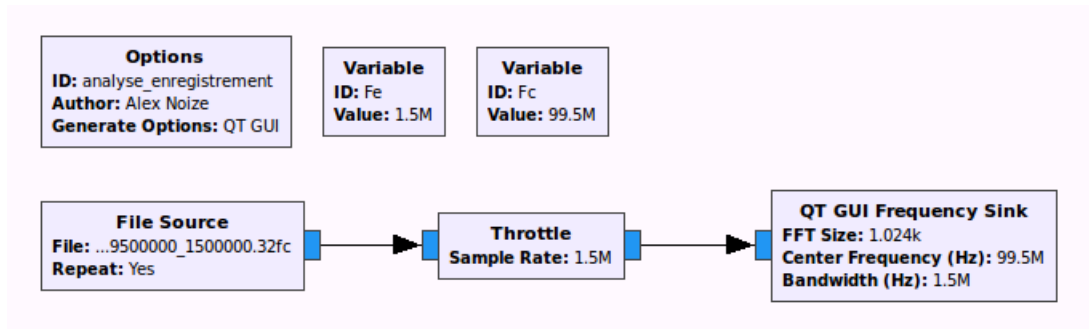 Options
ID: analyse_enregistrement
Author: Alex Noize
Generate Options: QT GUI
Variable
ID: Fe
Value: 1.5M
Variable
ID: Fc
Value: 99.5M
File Source
File: ...9500000_1500000.32fc
Repeat: Yes
Throttle
Sample Rate: 1.5M
QT GUI Frequency Sink
FFT Size: 1.024k
Center Frequency (Hz): 99.5M
Bandwidth (Hz): 1.5M